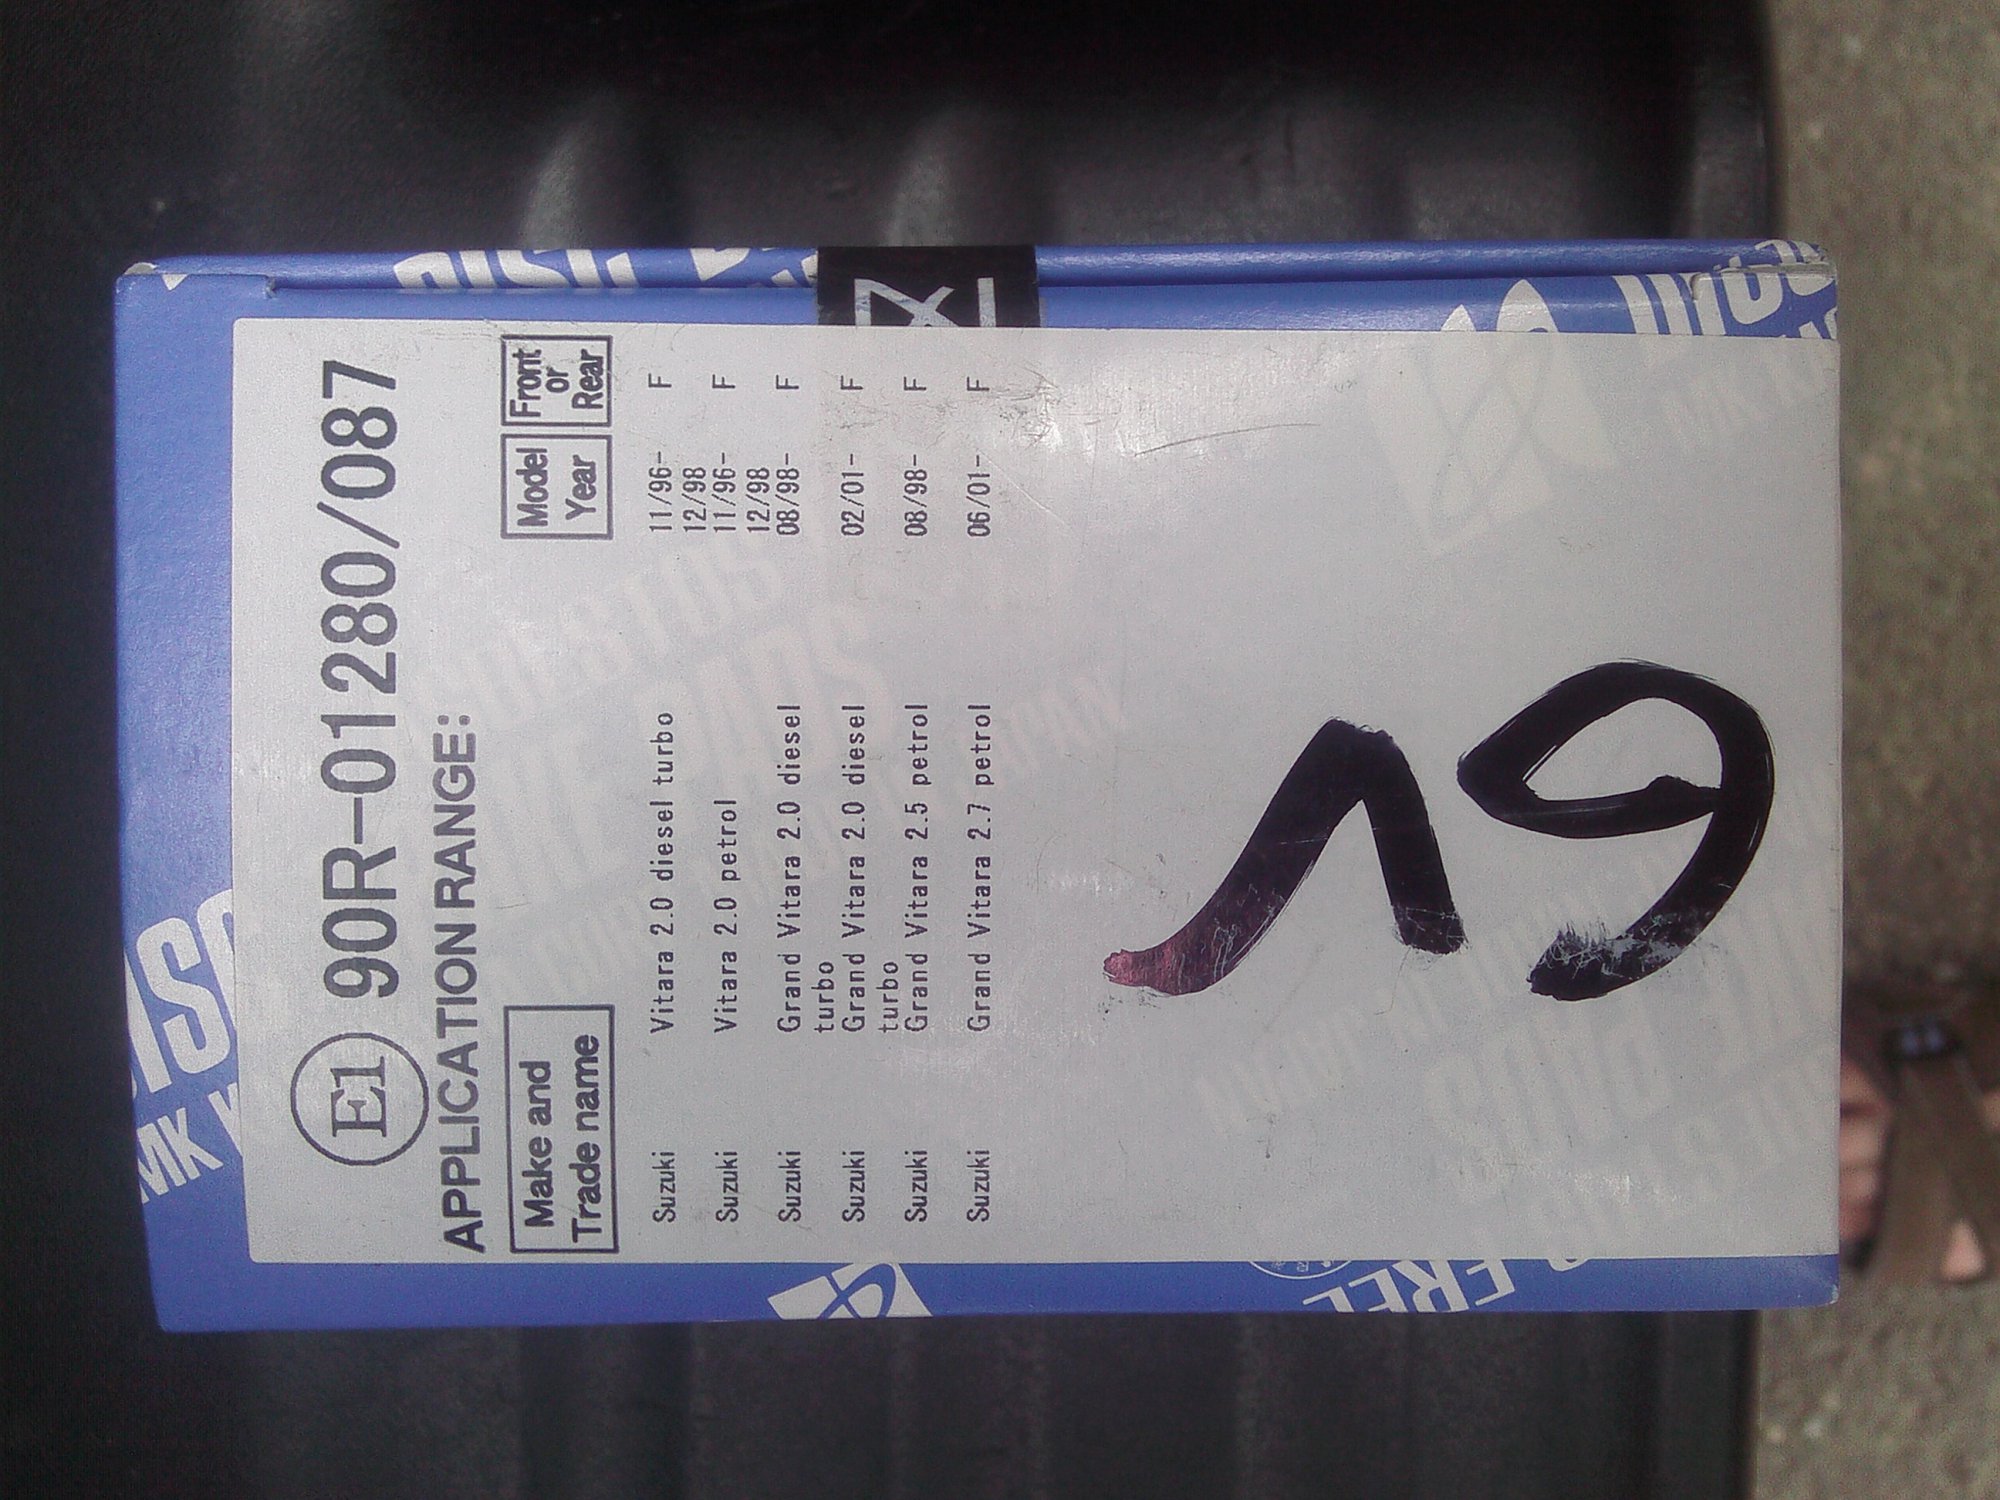 E1 90R-01280/087
APPLICATION RANGE:
Make and
Trade name
Model
Year
Front
or
Rear
Suzuki Vitara 2.0 diesel turbo 11/96- F
12/98
Suzuki Vitara 2.0 petrol 11/96- F
12/98
Suzuki Grand Vitara 2.0 diesel 08/98- F
turbo
Suzuki Grand Vitara 2.0 diesel 02/01- F
turbo
Suzuki Grand Vitara 2.5 petrol 08/98- F
Suzuki Grand Vitara 2.7 petrol 06/01- F
19